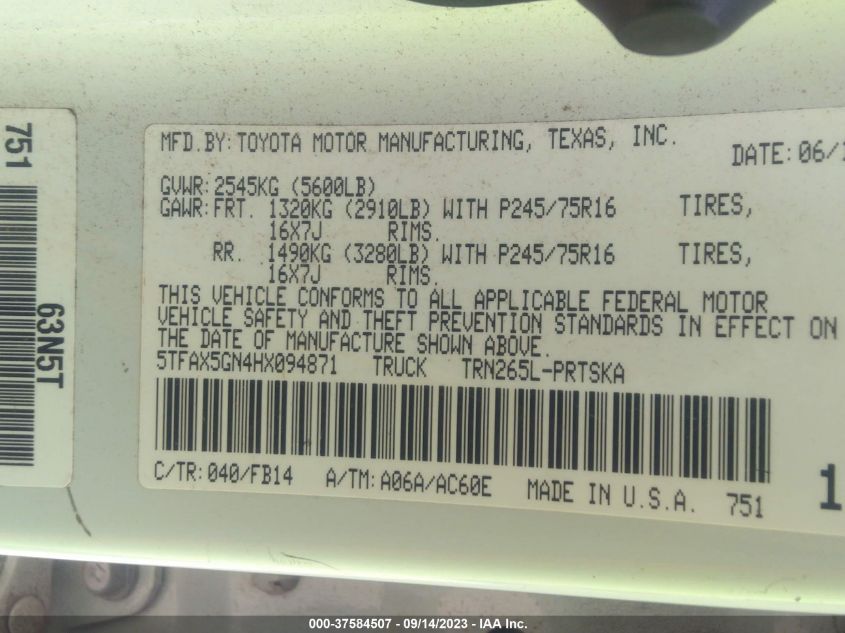 751
63N5T
MFD.BY:TOYOTA MOTOR MANUFACTURING, TEXAS, INC.
DATE:06/1
GVWR:2545KG (5600LB)
GAWR:FRT. 1320KG (2910LB) WITH P245/75R16 TIRES,
16X7J RIMS.
RR. 1490KG (3280LB) WITH P245/75R16 TIRES,
16X7J RIMS.
THIS VEHICLE CONFORMS TO ALL APPLICABLE FEDERAL MOTOR
VEHICLE SAFETY AND THEFT PREVENTION STANDARDS IN EFFECT ON
THE DATE OF MANUFACTURE SHOWN ABOVE.
5TFAX5GN4HX094871 TRUCK TRN265L-PRTSKA
C/TR:040/FB14 A/TM:A06A/AC60E MADE IN U.S.A. 751
1
000-37584507 - 09/14/2023 - IAA Inc.